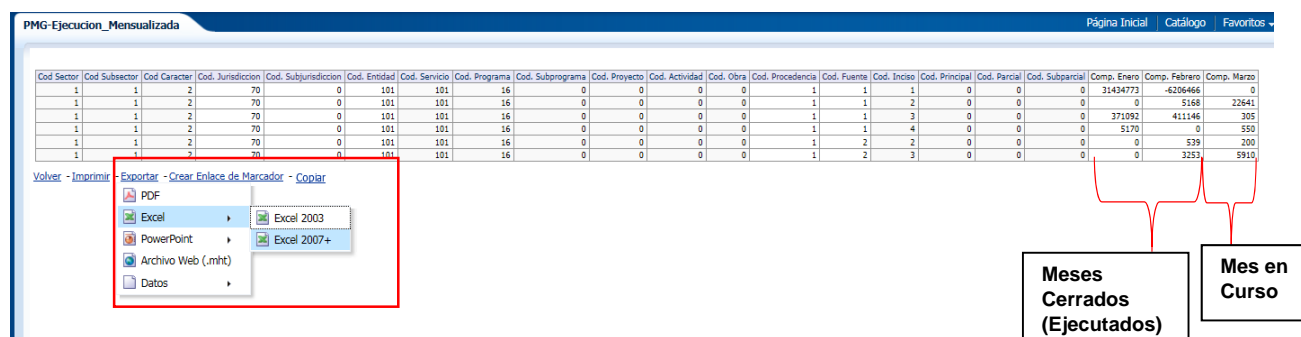 PMG-Ejecucion_Mensualizada
Página Inicial Catálogo Favoritos
Cod Sector Cod Subsector Cod Caracter Cod. Jurisdiccion Cod. Subjurisdiccion Cod. Entidad Cod. Servicio Cod. Programa Cod. Subprograma Cod. Proyecto Cod. Actividad Cod. Obra Cod. Procedencia Cod. Fuente Cod. Inciso Cod. Principal Cod. Parcial Cod. Subparcial Comp. Enero Comp. Febrero Comp. Marzo
1 1 2 70 0 101 101 16 0 0 0 0 1 1 1 0 0 0 31434773 -6206466 0
1 1 2 70 0 101 101 16 0 0 0 0 1 1 2 0 0 0 0 5168 22641
1 1 2 70 0 101 101 16 0 0 0 0 1 1 3 0 0 0 371092 411146 305
1 1 2 70 0 101 101 16 0 0 0 0 1 1 4 0 0 0 5170 0 550
1 1 2 70 0 101 101 16 0 0 0 0 1 2 2 0 0 0 0 539 200
1 1 2 70 0 101 101 16 0 0 0 0 1 2 3 0 0 0 0 3253 5910
Volver - Imprimir - Exportar - Crear Enlace de Marcador - Copiar
PDF
Excel
Excel 2003
PowerPoint
Excel 2007+
Archivo Web (.mht)
Datos
Meses
Cerrados
(Ejecutados)
Mes en
Curso